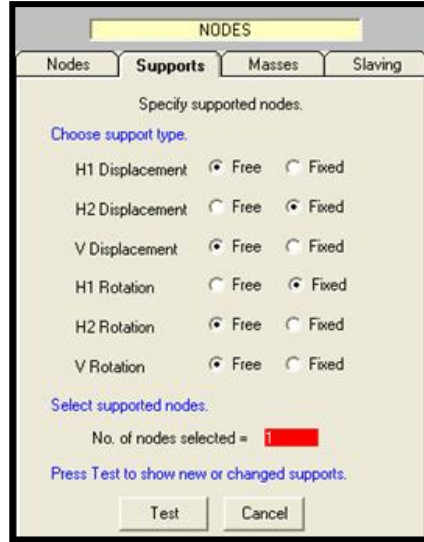 NODES
Nodes Supports Masses Slaving
Specify supported nodes.
Choose support type.
H1 Displacement Free Fixed
H2 Displacement Free Fixed
V Displacement Free Fixed
H1 Rotation Free Fixed
H2 Rotation Free Fixed
V Rotation Free Fixed
Select supported nodes.
No. of nodes selected = 1
Press Test to show new or changed supports.
Test Cancel